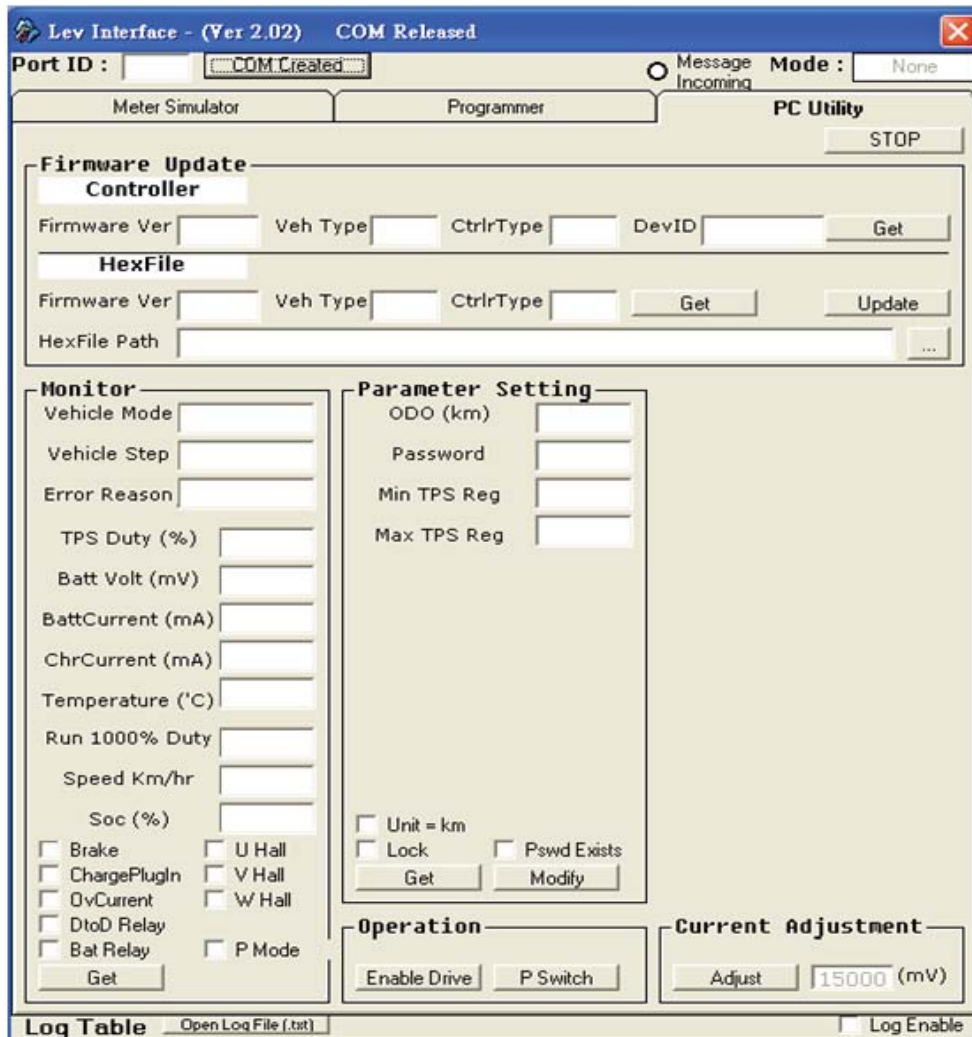 Lev Interface - (Ver 2.02) COM Released
Port ID : COM Created Message Incoming Mode : None
Meter Simulator Programmer PC Utility
STOP
Firmware Update
Controller
Firmware Ver Veh Type CtrlrType DevID Get
HexFile
Firmware Ver Veh Type CtrlrType Get Update
HexFile Path ...
Monitor
Vehicle Mode
Vehicle Step
Error Reason
TPS Duty (%)
Batt Volt (mV)
BattCurrent (mA)
ChrCurrent (mA)
Temperature ('C)
Run 1000% Duty
Speed Km/hr
Soc (%)
Brake U Hall
ChargePlugIn V Hall
OvCurrent W Hall
DtoD Relay
Bat Relay P Mode
Get
Parameter Setting
ODO (km)
Password
Min TPS Reg
Max TPS Reg
Unit = km
Lock Pswd Exists
Get Modify
Operation
Enable Drive P Switch
Current Adjustment
Adjust 15000 (mV)
Log Table Open Log File (.txt) Log Enable